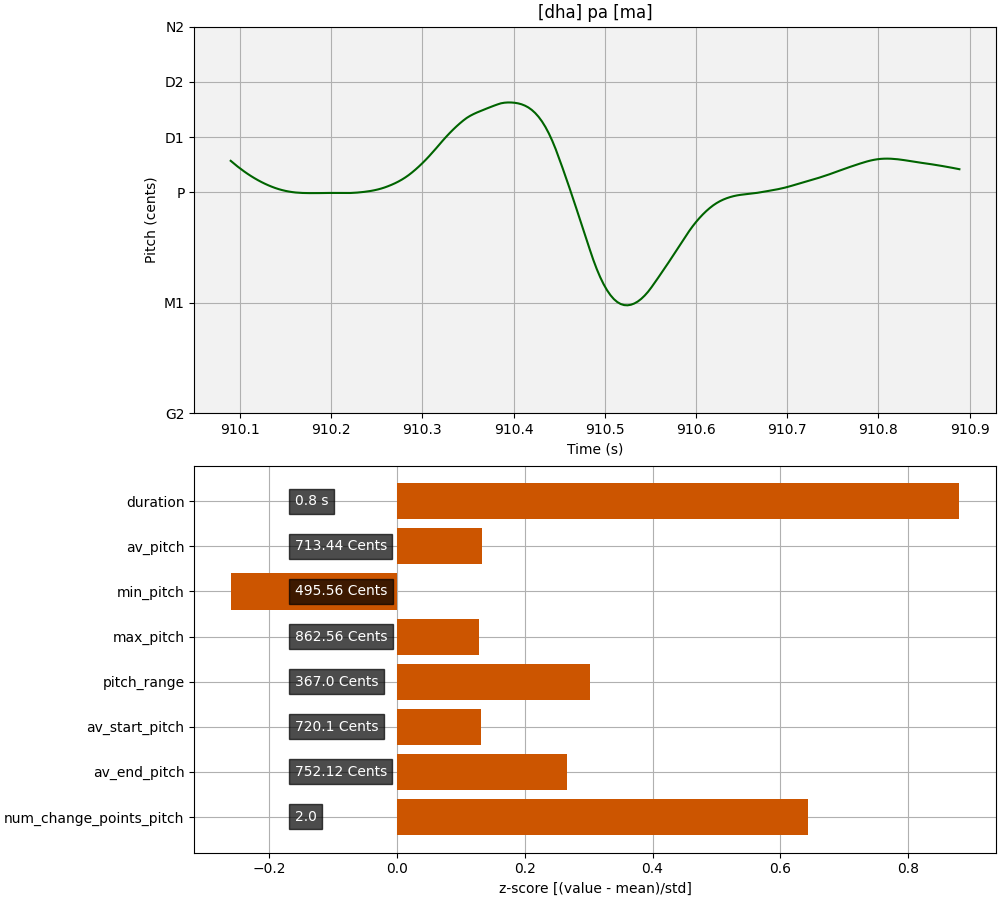 [dha] pa [ma]
N2
D2
D1
P
M1
G2
Pitch (cents)
910.1 910.2 910.3 910.4 910.5 910.6 910.7 910.8 910.9
Time (s)
duration 0.8 s
av_pitch 713.44 Cents
min_pitch 495.56 Cents
max_pitch 862.56 Cents
pitch_range 367.0 Cents
av_start_pitch 720.1 Cents
av_end_pitch 752.12 Cents
num_change_points_pitch 2.0
−0.2 0.0 0.2 0.4 0.6 0.8
z-score [(value - mean)/std]